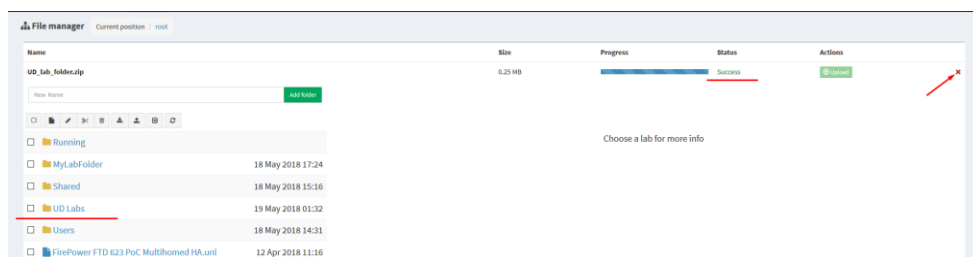 File manager Current position / root
Name Size Progress Status Actions
UD_lab_folder.zip 0.25 MB Success Upload
New Name Add folder
Choose a lab for more info
Running
MyLabFolder 18 May 2018 17:24
Shared 18 May 2018 15:16
UD Labs 19 May 2018 01:32
Users 18 May 2018 14:31
FirePower FTD 623 PoC Multihomed HA.unl 12 Apr 2018 11:16